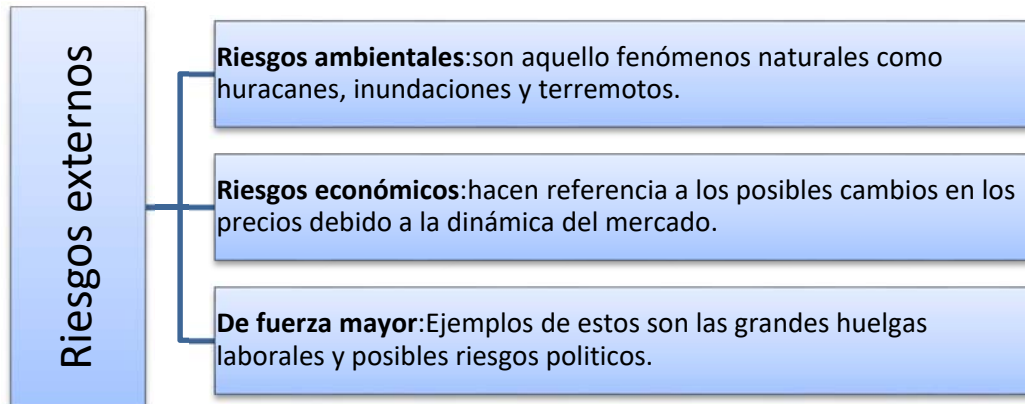 Riesgos externos
Riesgos ambientales:son aquello fenómenos naturales como
huracanes, inundaciones y terremotos.
Riesgos económicos:hacen referencia a los posibles cambios en los
precios debido a la dinámica del mercado.
De fuerza mayor:Ejemplos de estos son las grandes huelgas
laborales y posibles riesgos politicos.